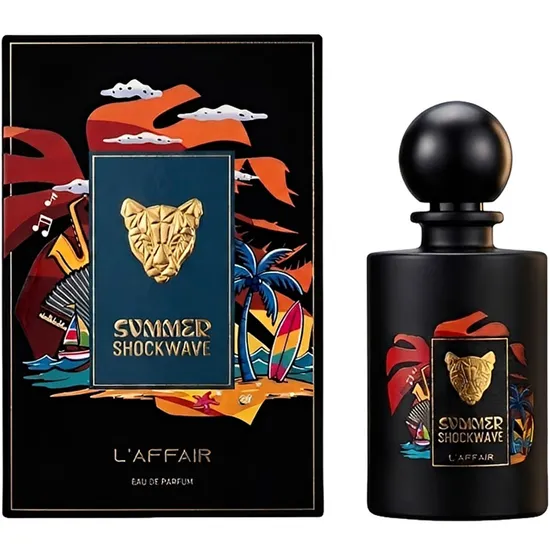 SUMMER
SHOCKWAVE
L'AFFAIR
EAU DE PARFUM
SUMMER
SHOCKWAVE
L'AFFAIR